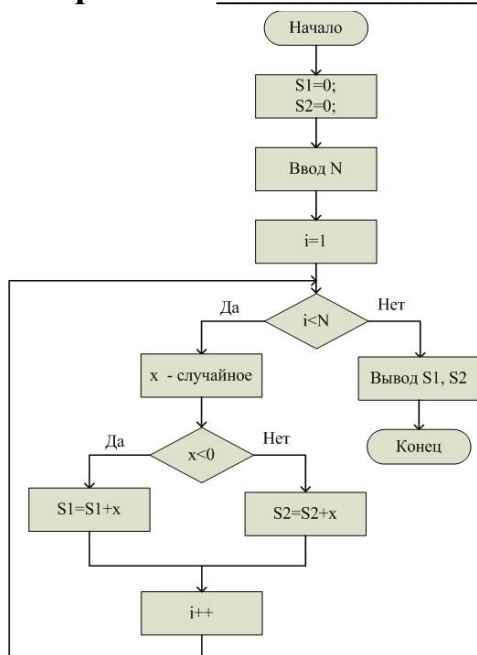 Начало
S1=0;
S2=0;
Ввод N
i=1
Да
i<N
Нет
x - случайное
Вывод S1, S2
Да
x<0
Нет
Конец
S1=S1+x
S2=S2+x
i++